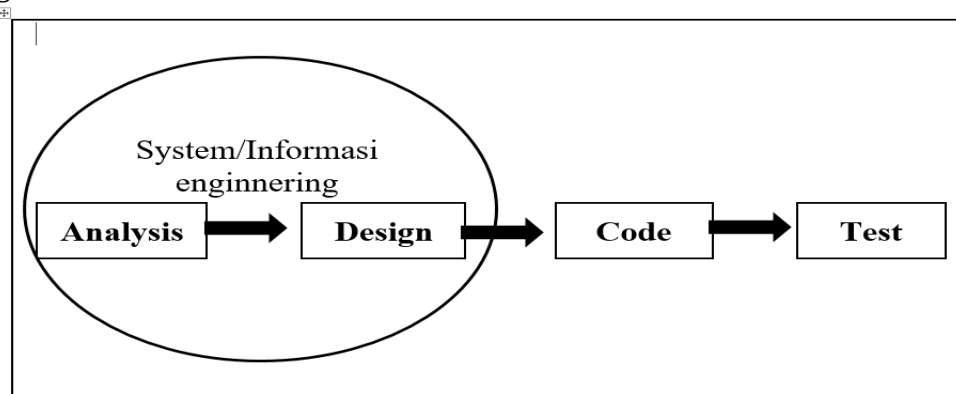 System/Informasi
enginnering
Analysis
Design
Code
Test